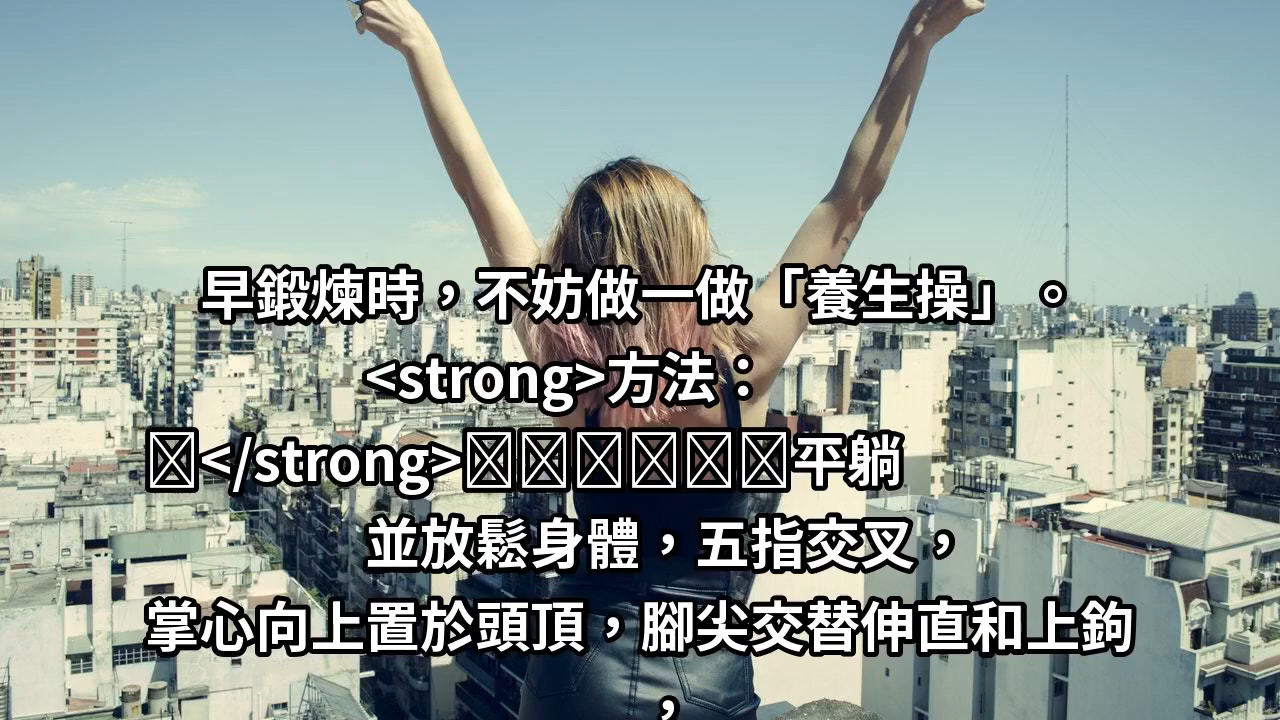 早鍛煉時，不妨做一做「養生操」。
<strong>方法：
</strong>平躺
並放鬆身體，五指交叉，
掌心向上置於頭頂，腳尖交替伸直和上鉤
，